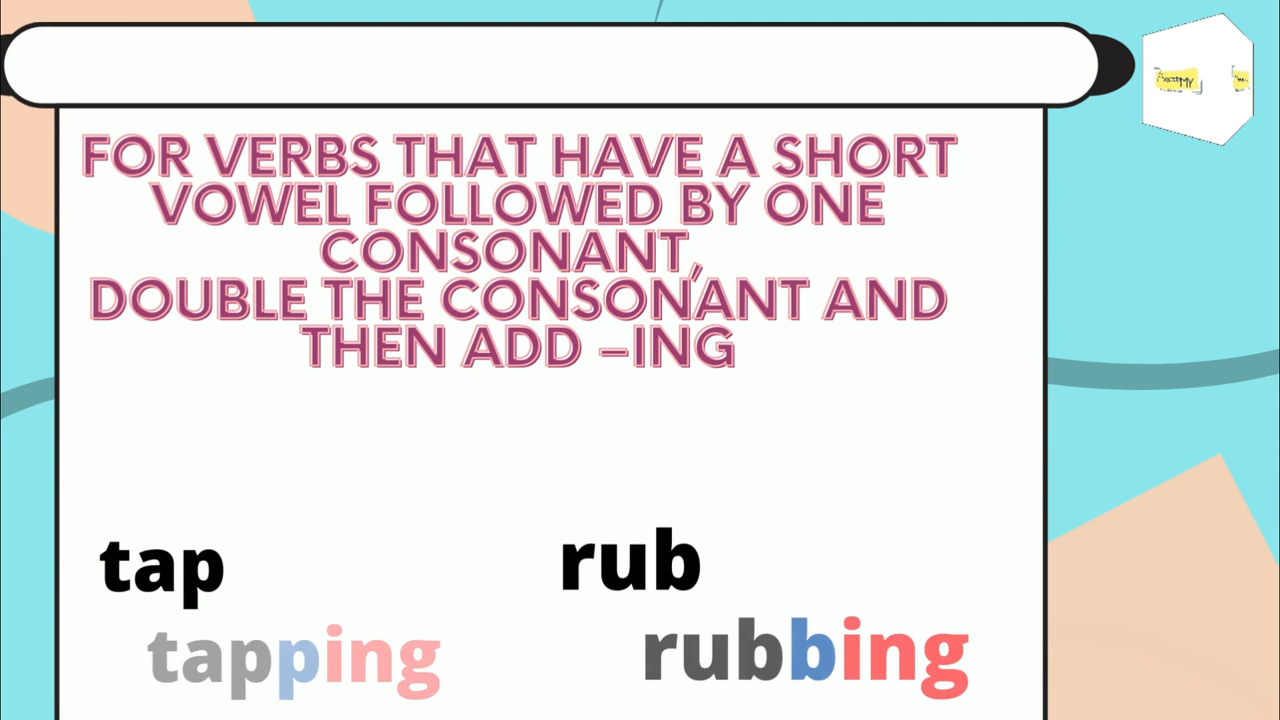 FOR VERBS THAT HAVE A SHORT
VOWEL FOLLOWED BY ONE
CONSONANT,
DOUBLE THE CONSONANT AND
THEN ADD –ING
tap
rub
tapping
rubbing